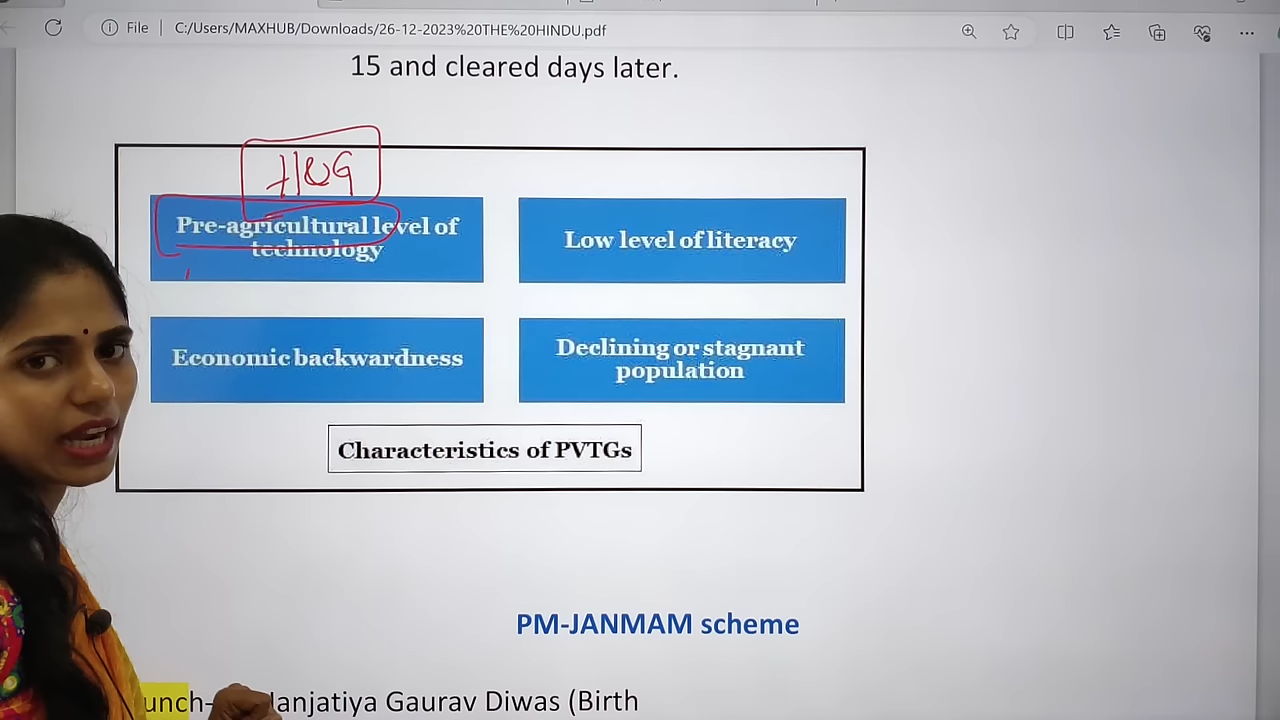 File
C:/Users/MAXHUB/Downloads/26-12-2023%20THE%20HINDU.pdf
15 and cleared days later.
H&G
Pre-agricultural level of
technology
Low level of literacy
Economic backwardness
Declining or stagnant
population
Characteristics of PVTGs
PM-JANMAM scheme
unch- Janjatiya Gaurav Diwas (Birth